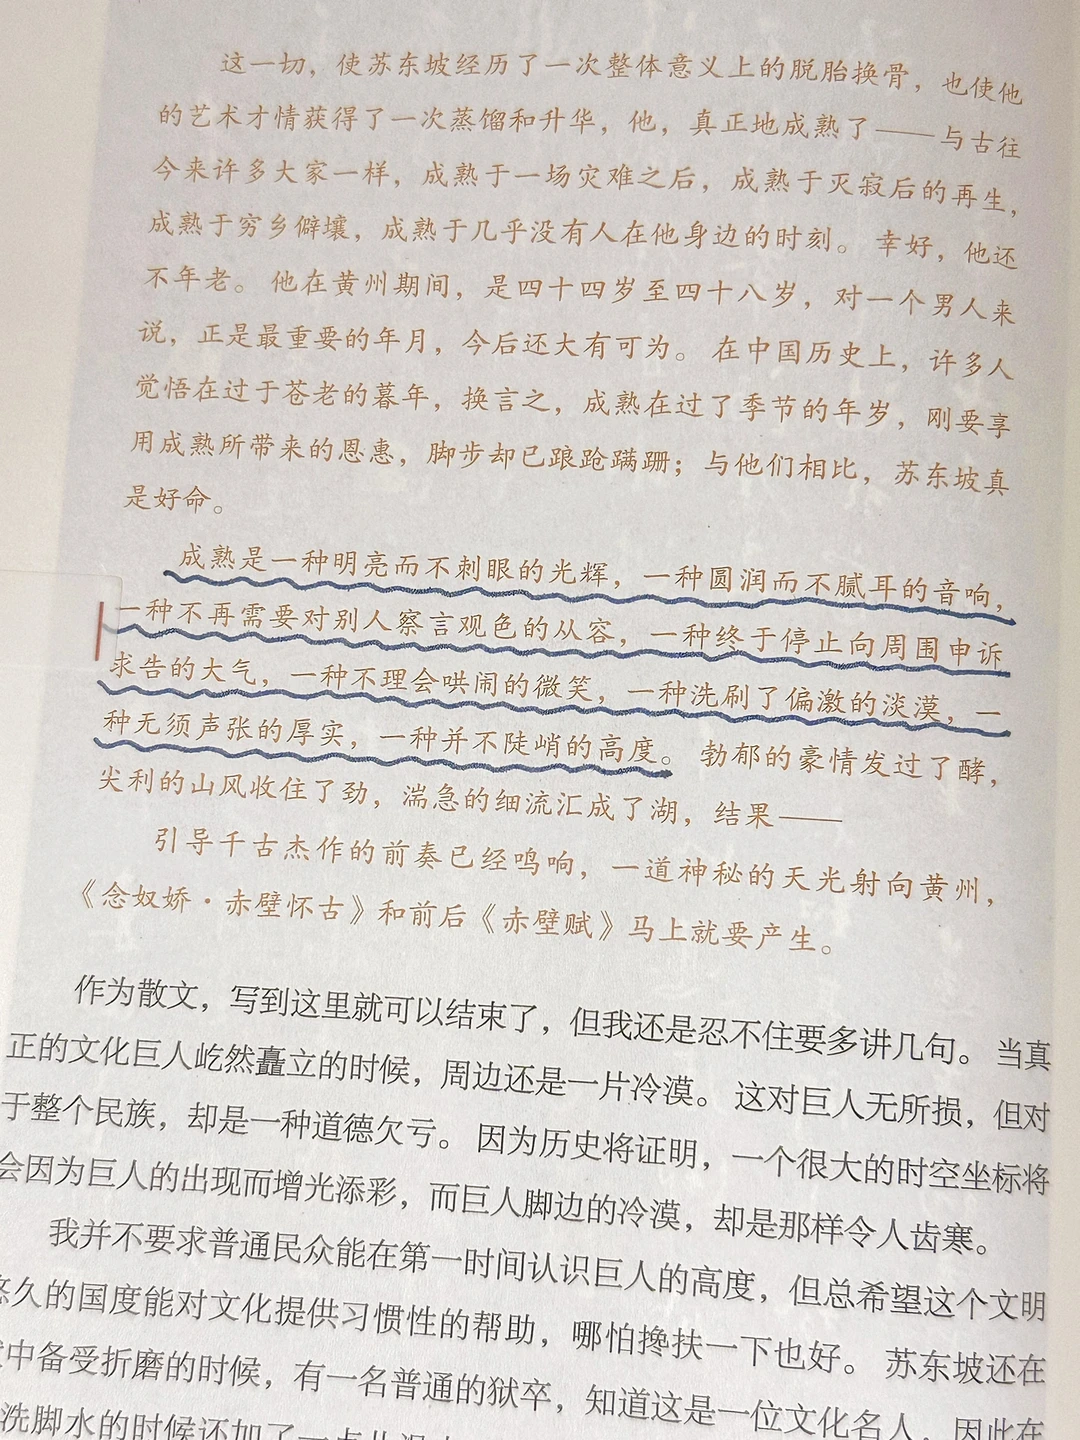 这一切，使苏东坡经历了一次整体意义上的脱胎换骨，也使他
的艺术才情获得了一次蒸馏和升华，他，真正地成熟了——与古往
今来许多大家一样，成熟于一场灾难之后，成熟于灭寂后的再生，
成熟于穷乡僻壤，成熟于几乎没有人在他身边的时刻。幸好，他还
不年老。他在黄州期间，是四十四岁至四十八岁，对一个男人来
说，正是最重要的年月，今后还大有可为。在中国历史上，许多人
觉悟在过于苍老的暮年，换言之，成熟在过了季节的年岁，刚要享
用成熟所带来的恩惠，脚步却已踉跄蹒跚；与他们相比，苏东坡真
是好命。
成熟是一种明亮而不刺眼的光辉，一种圆润而不腻耳的音响，
一种不再需要对别人察言观色的从容，一种终于停止向周围申诉
求告的大气，一种不理会哄闹的微笑，一种洗刷了偏激的淡漠，一
种无须声张的厚实，一种并不陡峭的高度。勃郁的豪情发过了酵，
尖利的山风收住了劲，湍急的细流汇成了湖，结果——
引导千古杰作的前奏已经鸣响，一道神秘的天光射向黄州，
《念奴娇·赤壁怀古》和前后《赤壁赋》马上就要产生。
作为散文，写到这里就可以结束了，但我还是忍不住要多讲几句。当真
正的文化巨人屹然矗立的时候，周边还是一片冷漠。这对巨人无所损，但对
于整个民族，却是一种道德欠亏。因为历史将证明，一个很大的时空坐标将
会因为巨人的出现而增光添彩，而巨人脚边的冷漠，却是那样令人齿寒。
我并不要求普通民众能在第一时间认识巨人的高度，但总希望这个文明
悠久的国度能对文化提供习惯性的帮助，哪怕搀扶一下也好。苏东坡还在
中备受折磨的时候，有一名普通的狱卒，知道这是一位文化名人，因此在
洗脚水的时候还加了一点